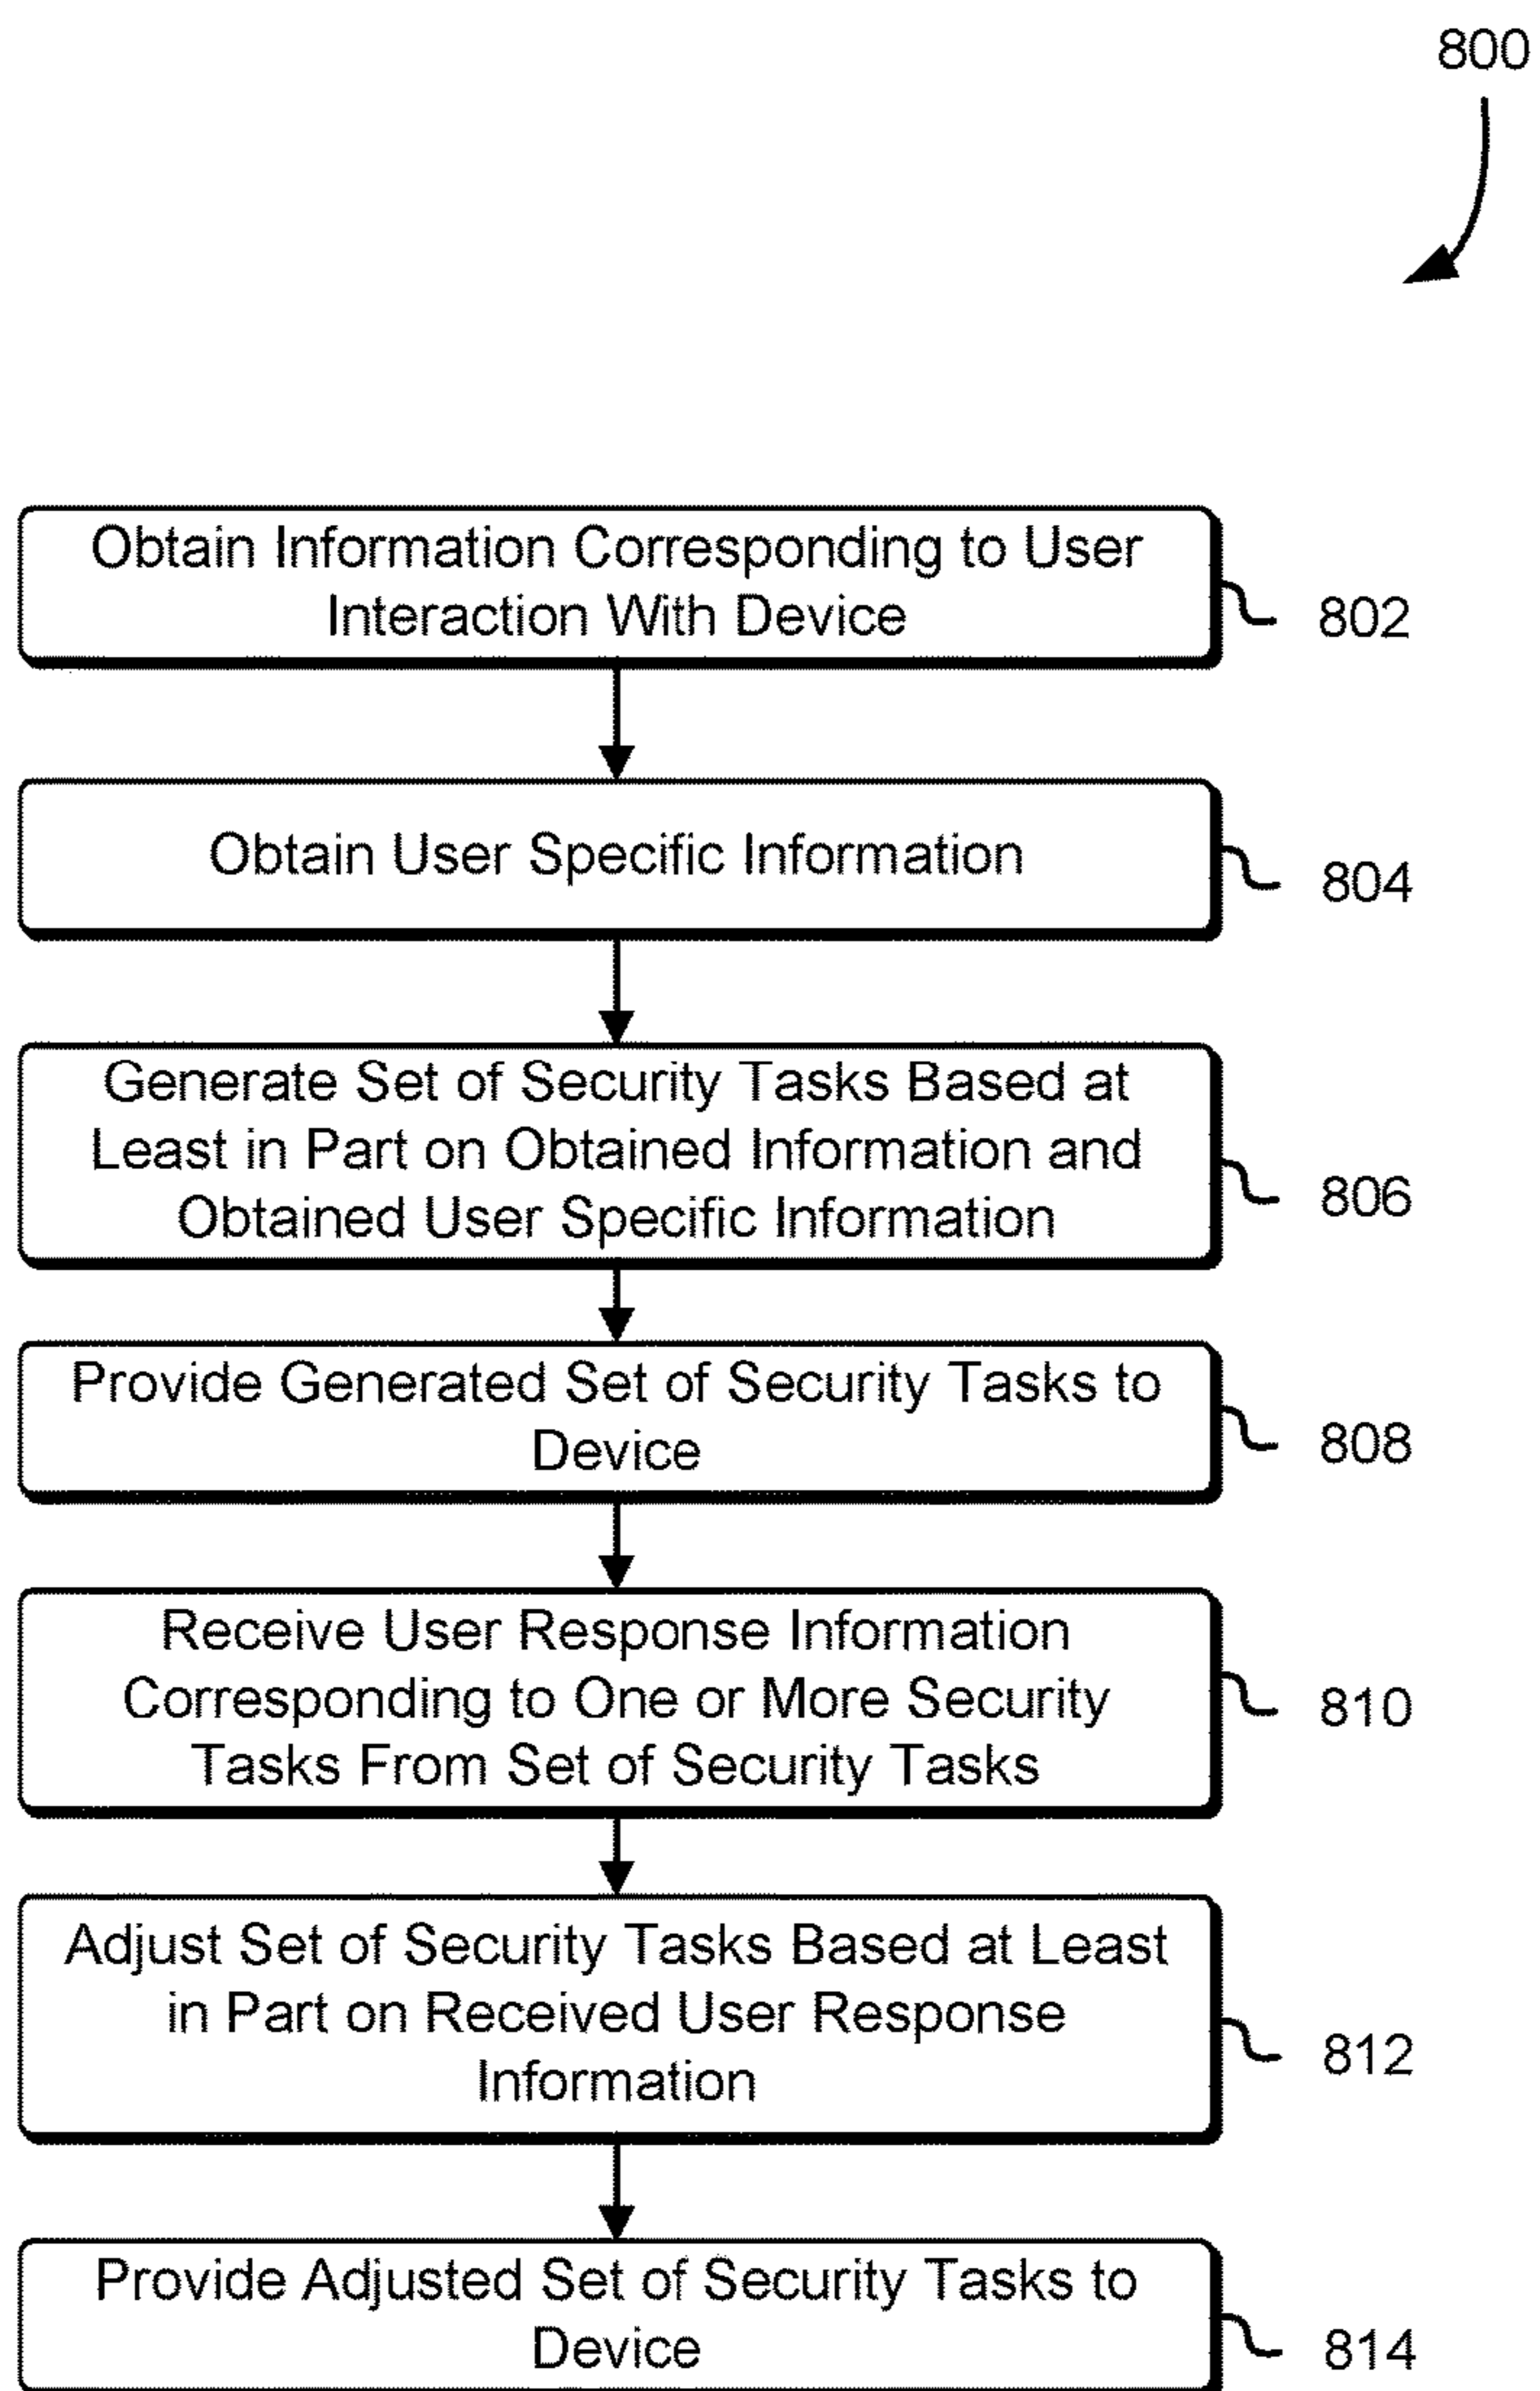 800
Obtain Information Corresponding to User
Interaction With Device
802
Obtain User Specific Information
804
Generate Set of Security Tasks Based at
Least in Part on Obtained Information and
Obtained User Specific Information
806
Provide Generated Set of Security Tasks to
Device
808
Receive User Response Information
Corresponding to One or More Security
Tasks From Set of Security Tasks
810
Adjust Set of Security Tasks Based at Least
in Part on Received User Response
Information
812
Provide Adjusted Set of Security Tasks to
Device
814